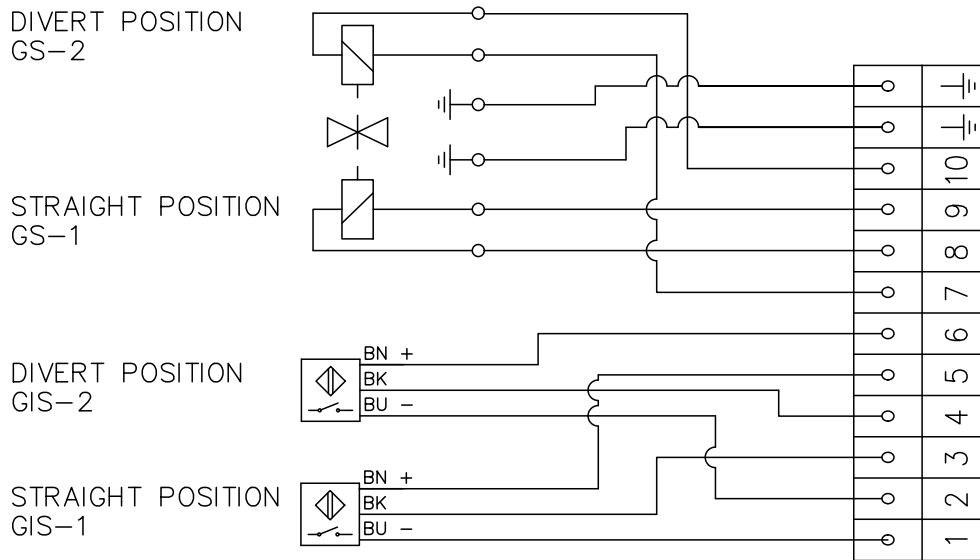 DIVERT POSITION
GS-2
STRAIGHT POSITION
GS-1
DIVERT POSITION
GIS-2
BN +
BK
BU -
STRAIGHT POSITION
GIS-1
BN +
BK
BU -
10
9
8
7
6
5
4
3
2
1